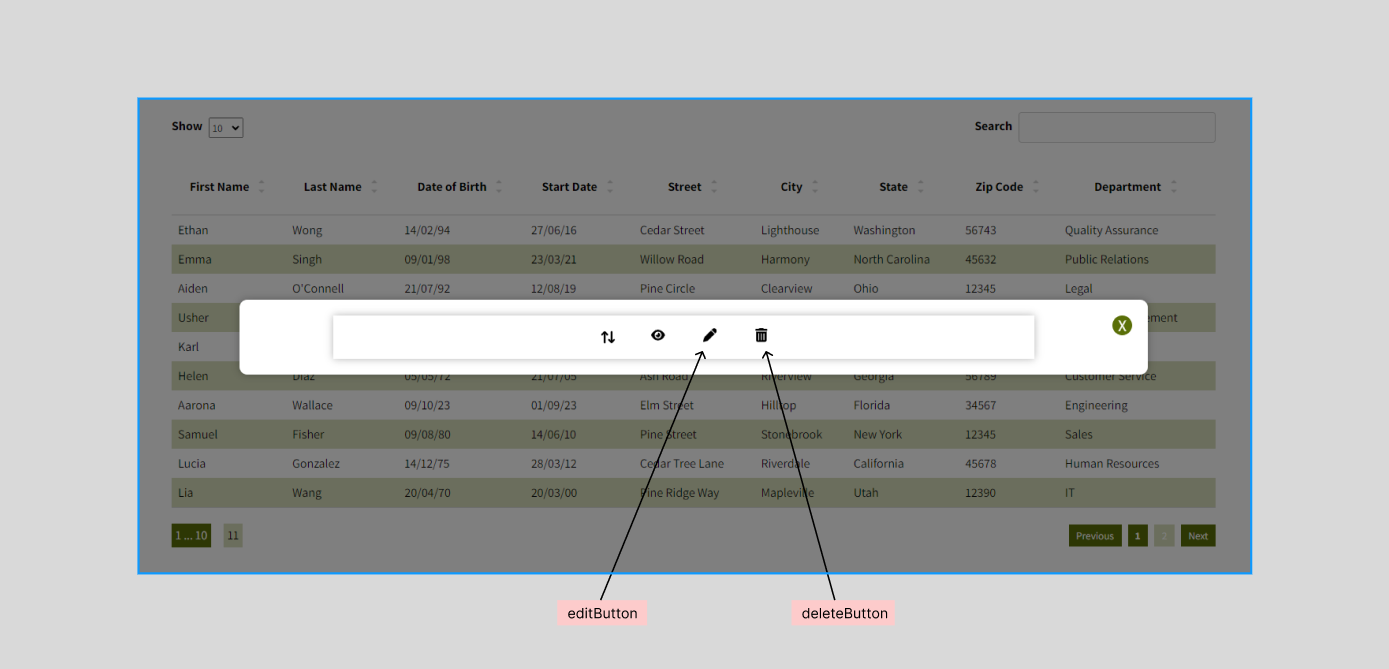 Show 10 Search
First Name Last Name Date of Birth Start Date Street City State Zip Code Department
Ethan Wong 14/02/94 27/06/16 Cedar Street Lighthouse Washington 56743 Quality Assurance
Emma Singh 09/01/98 23/03/21 Willow Road Harmony North Carolina 45632 Public Relations
Aiden O'Connell 21/07/92 12/08/19 Pine Circle Clearview Ohio 12345 Legal
Usher
X
Karl
Helen Diaz 05/05/72 21/07/05 Ash Road Riverview Georgia 56789 Customer Service
Aarona Wallace 09/10/23 01/09/23 Elm Street Hilltop Florida 34567 Engineering
Samuel Fisher 09/08/80 14/06/10 Pine Street Stonebrook New York 12345 Sales
Lucia Gonzalez 14/12/75 28/03/12 Cedar Tree Lane Riverdale California 45678 Human Resources
Lia Wang 20/04/70 20/03/00 Pine Ridge Way Mapleville Utah 12390 IT
1 ... 10 11 Previous 1 2 Next
editButton deleteButton